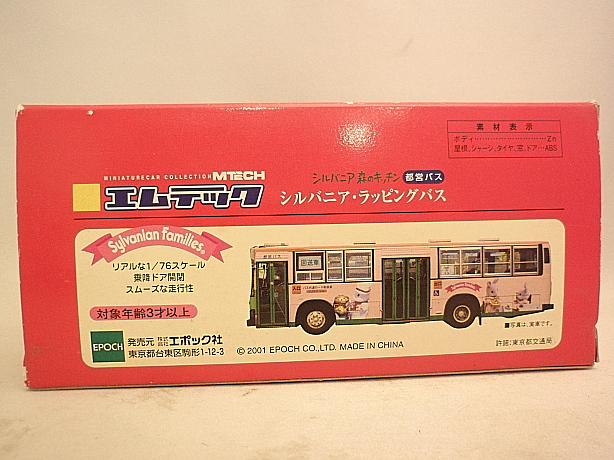 素材表示
ボディ……………………Zn
屋根、シャーシ、タイヤ、窓、ドア…ABS
MINIATURECAR COLLECTION MTECH
エムテック
シルバニア森のキッチン 都営バス
シルバニア・ラッピングバス
Sylvanian Families®
リアルな1/76スケール
乗降ドア開閉
スムーズな走行性
対象年齢3才以上
EPOCH
発売元 株式会社 エポック社
東京都台東区駒形1-12-3
© 2001 EPOCH CO.,LTD. MADE IN CHINA
都営バス
回送車
■写真は、実車です。
許諾:東京都交通局